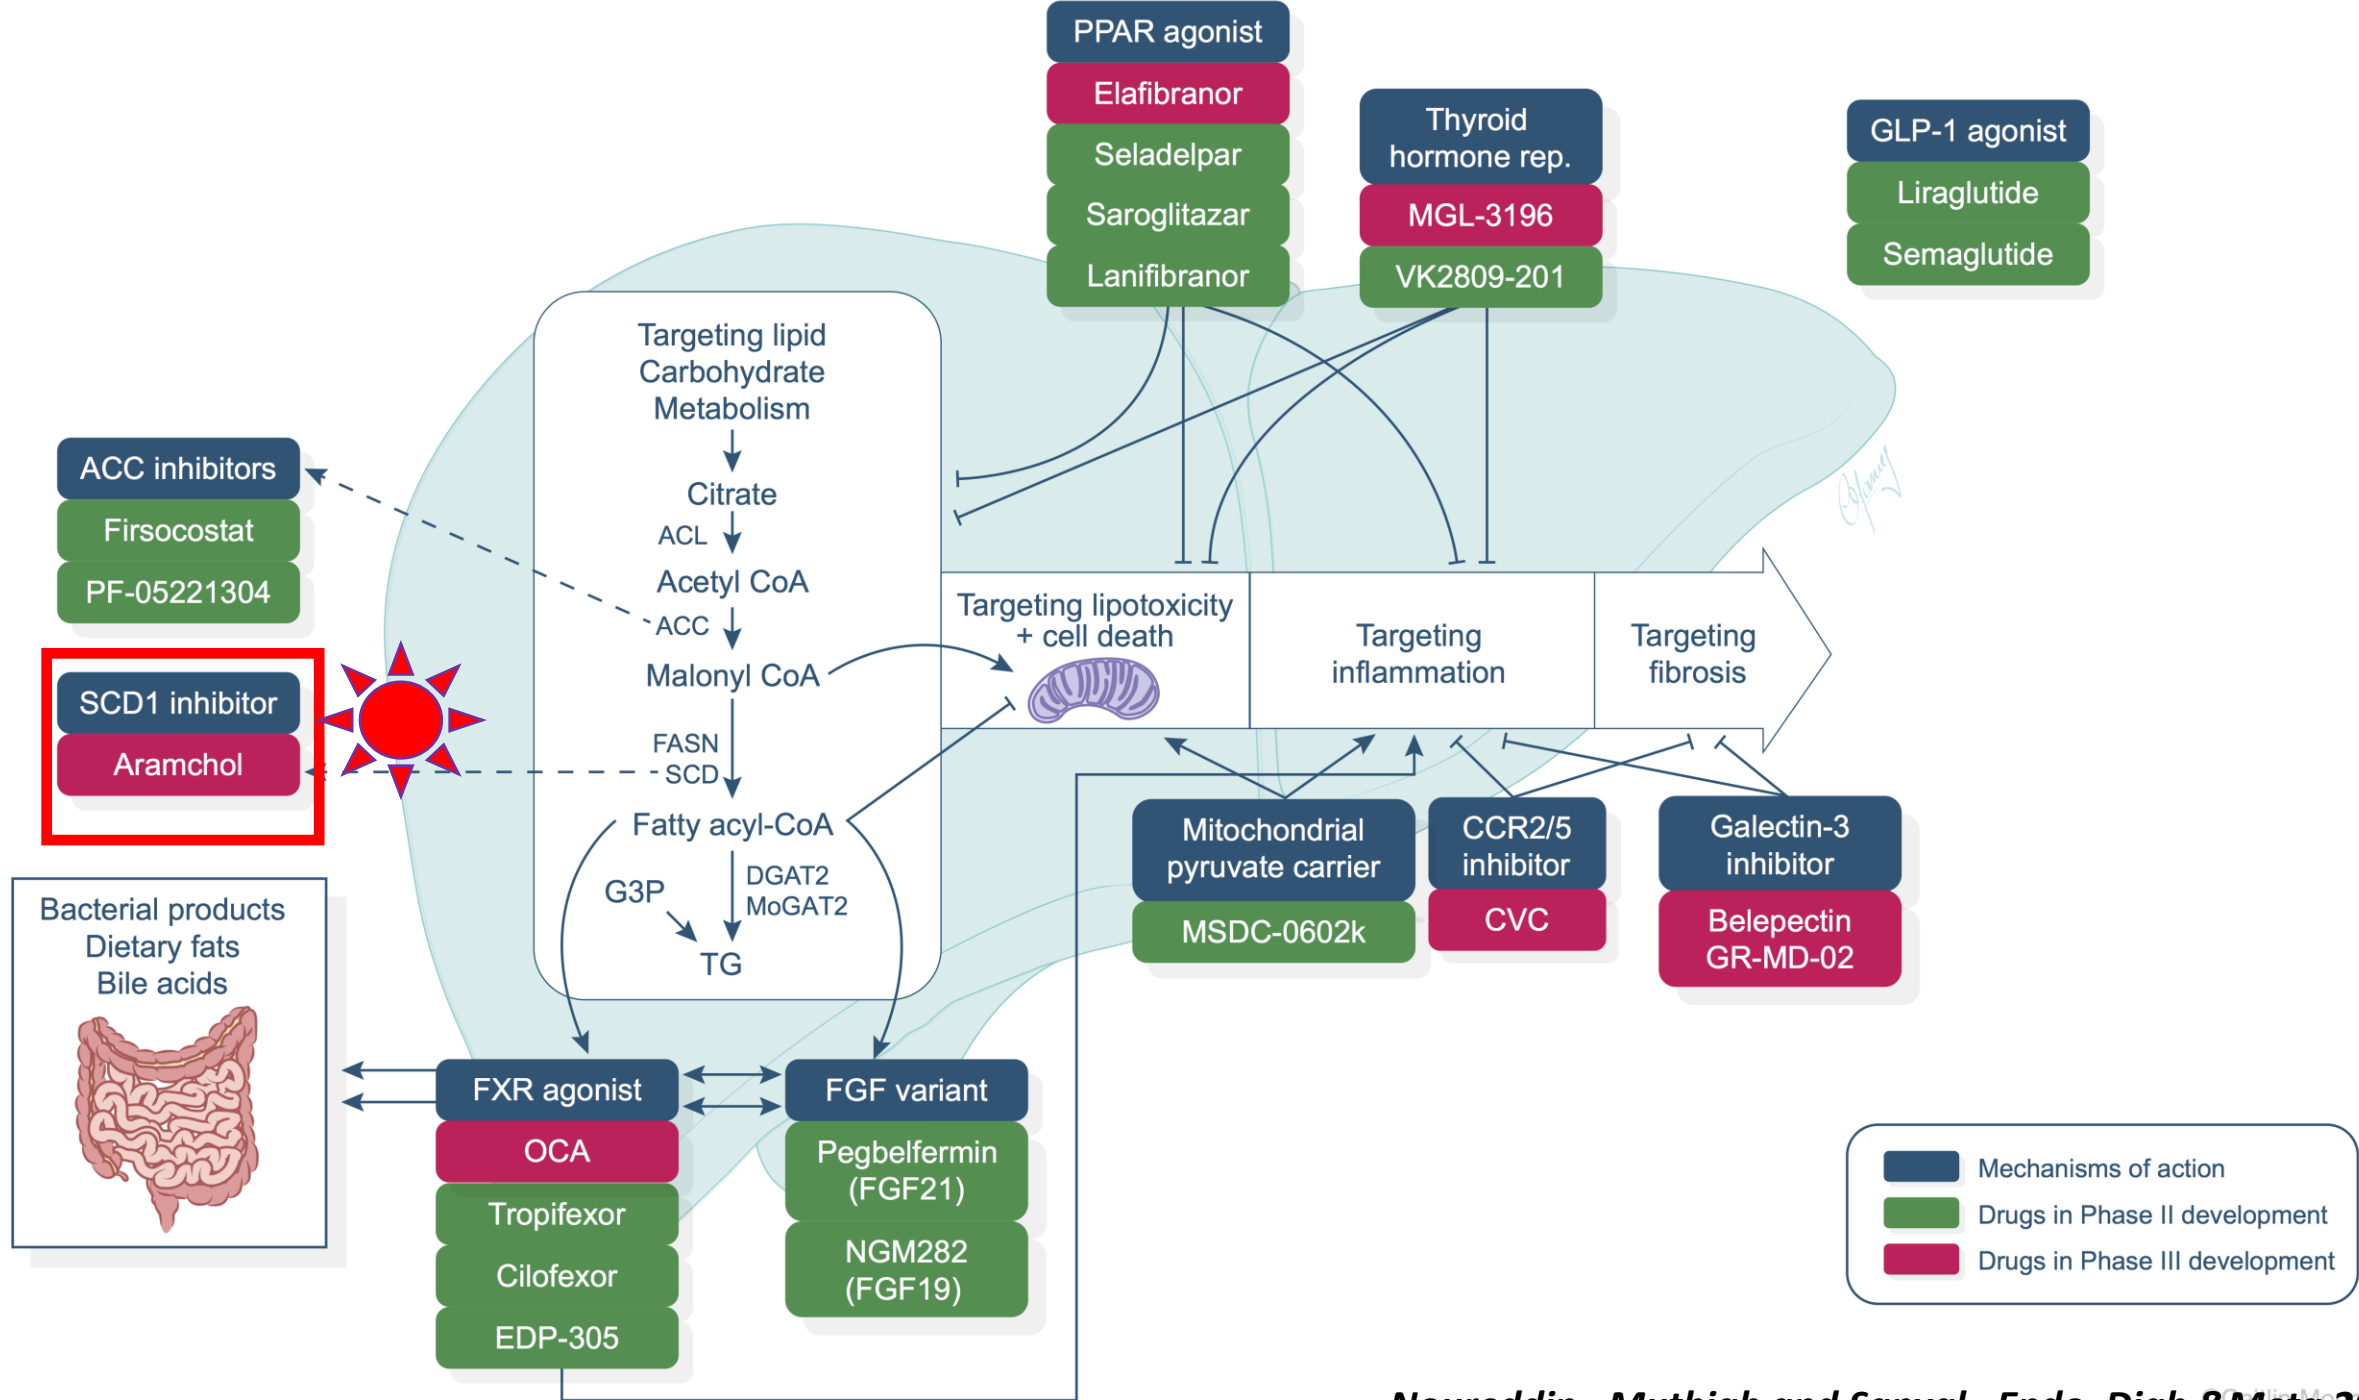 PPAR agonist
Elafibranor
Seladelpar
Saroglitazar
Lanifibranor
Thyroid
hormone rep.
MGL-3196
VK2809-201
GLP-1 agonist
Liraglutide
Semaglutide
Targeting lipid
Carbohydrate
Metabolism
Citrate
ACL
Acetyl CoA
ACC
Malonyl CoA
FASN
SCD
Fatty acyl-CoA
G3P
DGAT2
MoGAT2
TG
ACC inhibitors
Firsocostat
PF-05221304
SCD1 inhibitor
Aramchol
Targeting lipotoxicity
+ cell death
Targeting
inflammation
Targeting
fibrosis
Mitochondrial
pyruvate carrier
MSDC-0602k
CCR2/5
inhibitor
CVC
Galectin-3
inhibitor
Belepectin
GR-MD-02
Bacterial products
Dietary fats
Bile acids
FXR agonist
OCA
Tropifexor
Cilofexor
EDP-305
FGF variant
Pegbelfermin
(FGF21)
NGM282
(FGF19)
Mechanisms of action
Drugs in Phase II development
Drugs in Phase III development